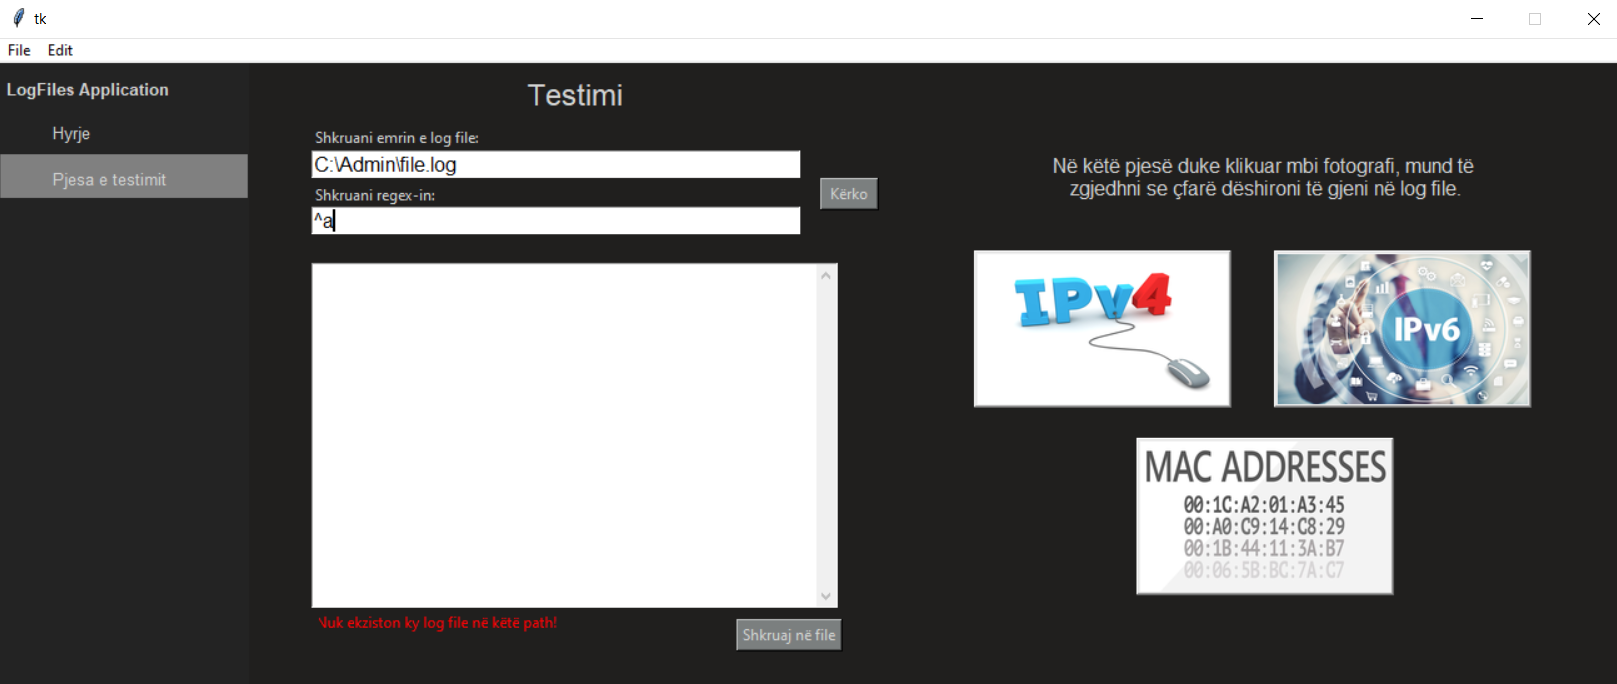 tk
File Edit
LogFiles Application
Hyrje
Pjesa e testimit
Testimi
Shkruani emrin e log file:
C:\Admin\file.log
Shkruani regex-in:
^a
Kërko
Nuk ekziston ky log file në këtë path!
Shkruaj në file
Në këtë pjesë duke klikuar mbi fotografi, mund të
zgjedhni se çfarë dëshironi të gjeni në log file.
IPv4
IPv6
MAC ADDRESSES
00:1C:A2:01:A3:45
00:A0:C9:14:C8:29
00:1B:44:11:3A:B7
00:06:5B:BC:7A:C7